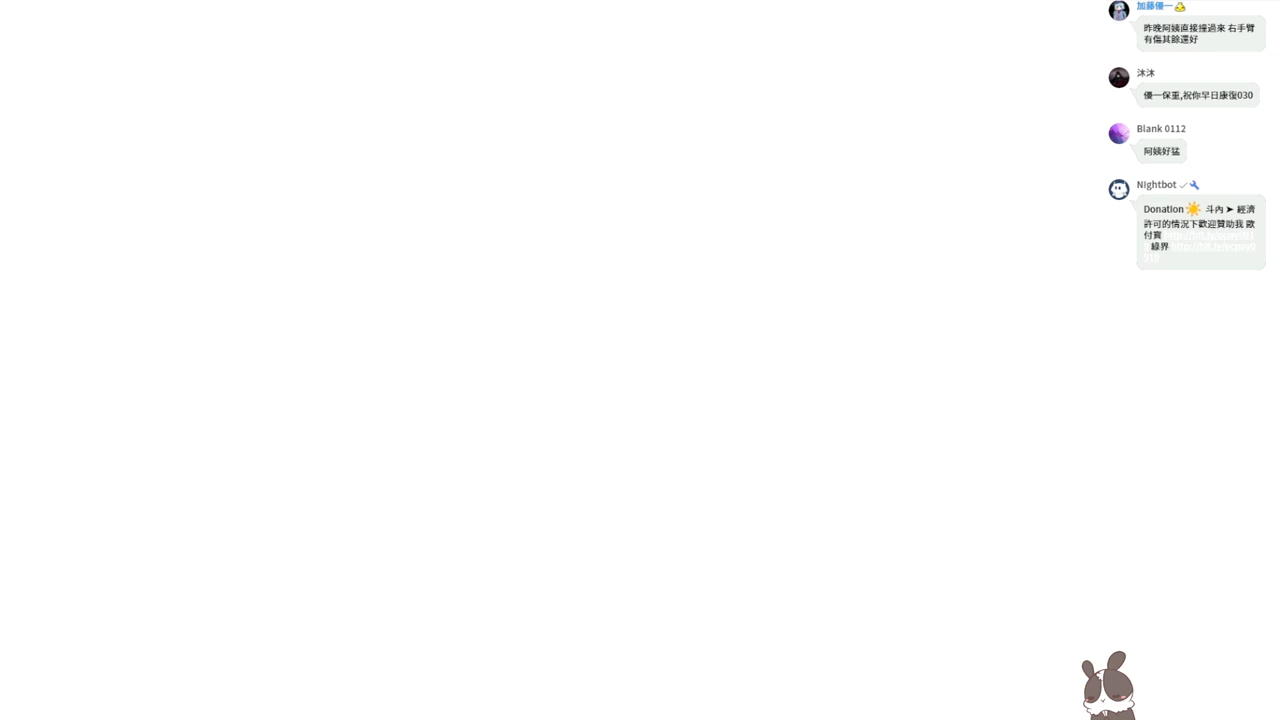 加藤優一
昨晚阿姨直接撞過來 右手臂
有傷其餘還好
沐沐
優一保重,祝你早日康復030
Blank 0112
阿姨好猛
Nightbot
Donation 斗內 ➤ 經濟
許可的情況下歡迎贊助我 歐
付寶
綠界